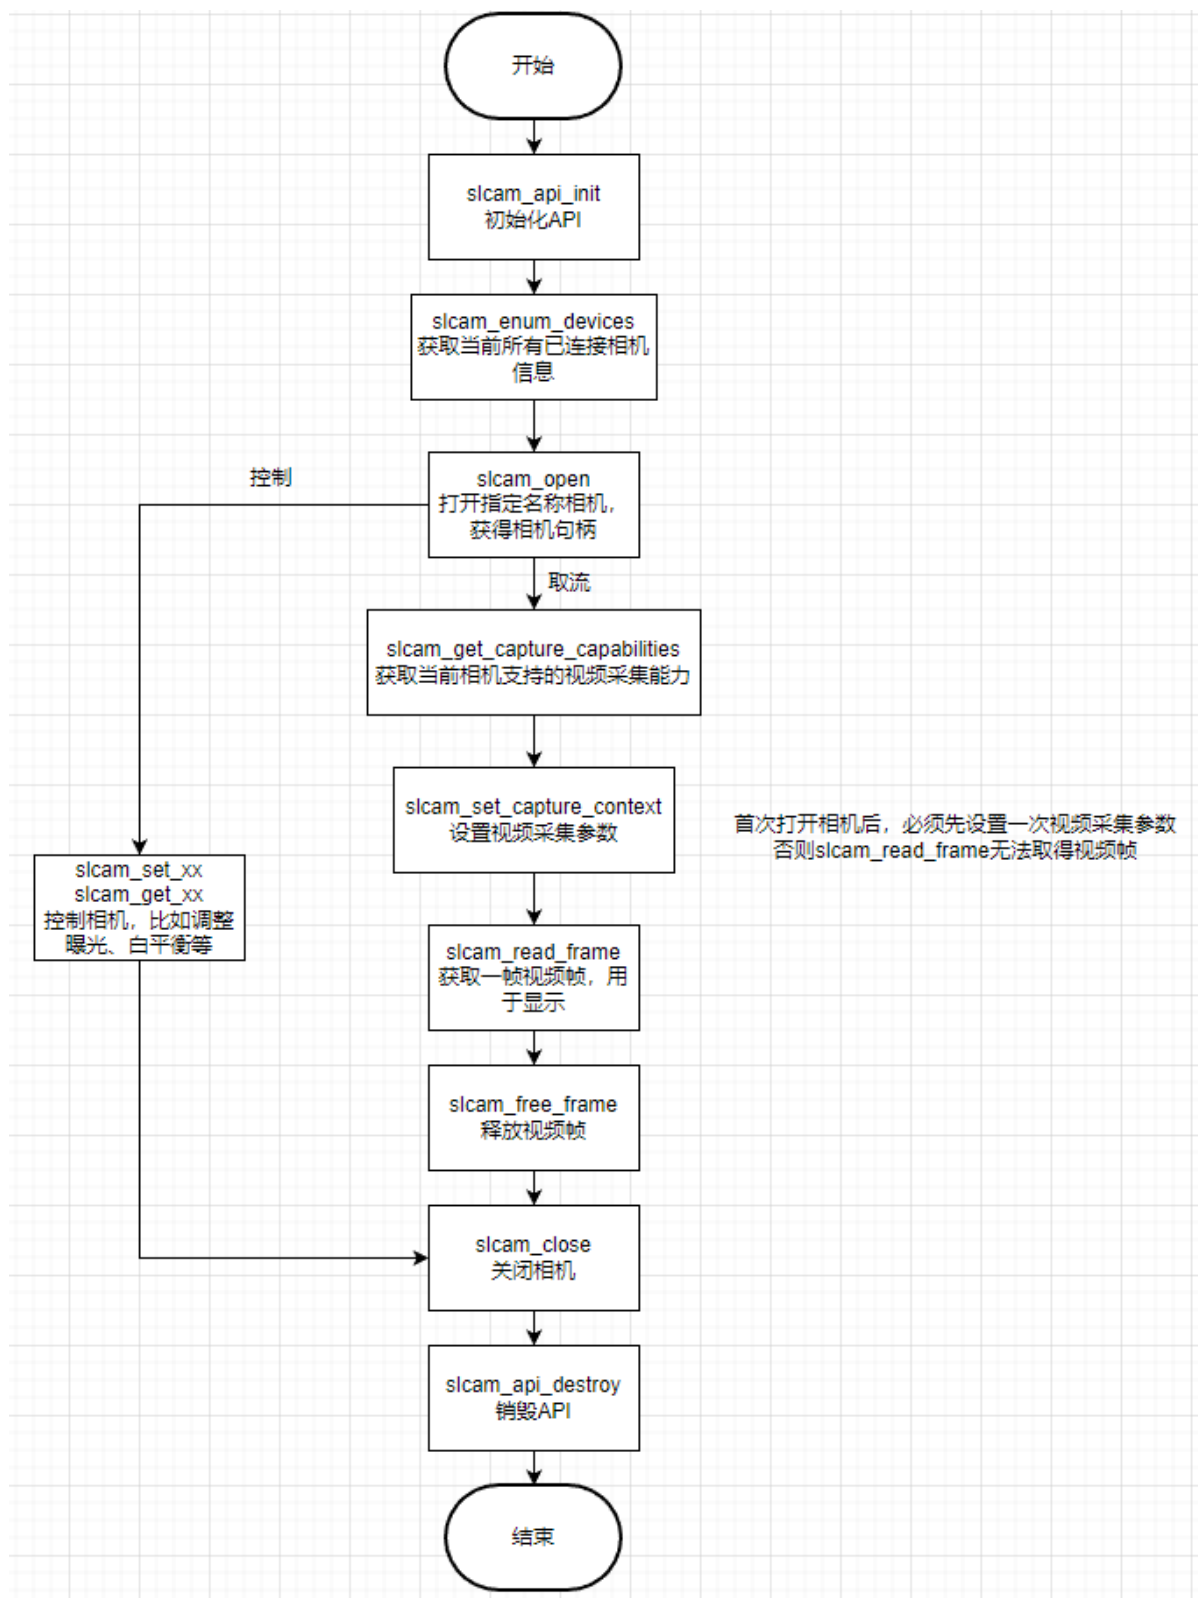 开始
slcam_api_init
初始化API
slcam_enum_devices
获取当前所有已连接相机
信息
控制
slcam_open
打开指定名称相机，
获得相机句柄
取流
slcam_get_capture_capabilities
获取当前相机支持的视频采集能力
slcam_set_capture_context
设置视频采集参数
首次打开相机后，必须先设置一次视频采集参数
否则slcam_read_frame无法取得视频帧
slcam_set_xx
slcam_get_xx
控制相机，比如调整
曝光、白平衡等
slcam_read_frame
获取一帧视频帧，用
于显示
slcam_free_frame
释放视频帧
slcam_close
关闭相机
slcam_api_destroy
销毁API
结束